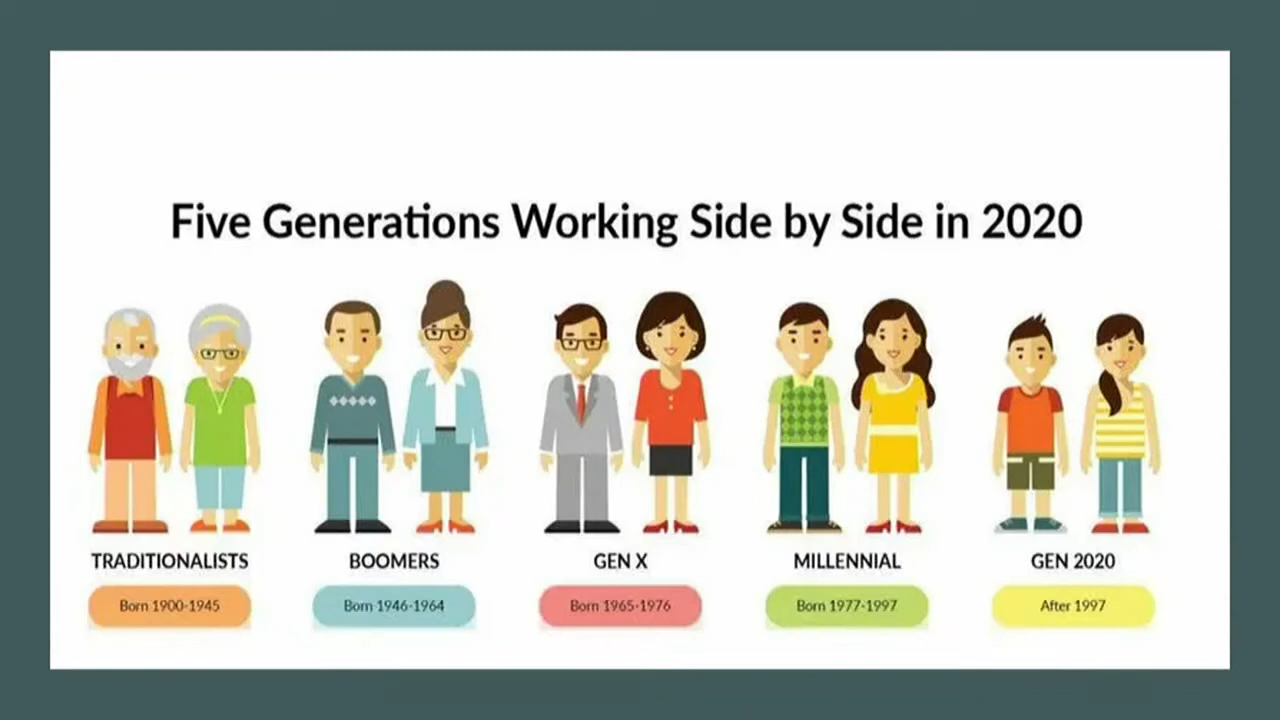 Five Generations Working Side by Side in 2020
TRADITIONALISTS
Born 1900-1945
BOOMERS
Born 1946-1964
GEN X
Born 1965-1976
MILLENNIAL
Born 1977-1997
GEN 2020
After 1997